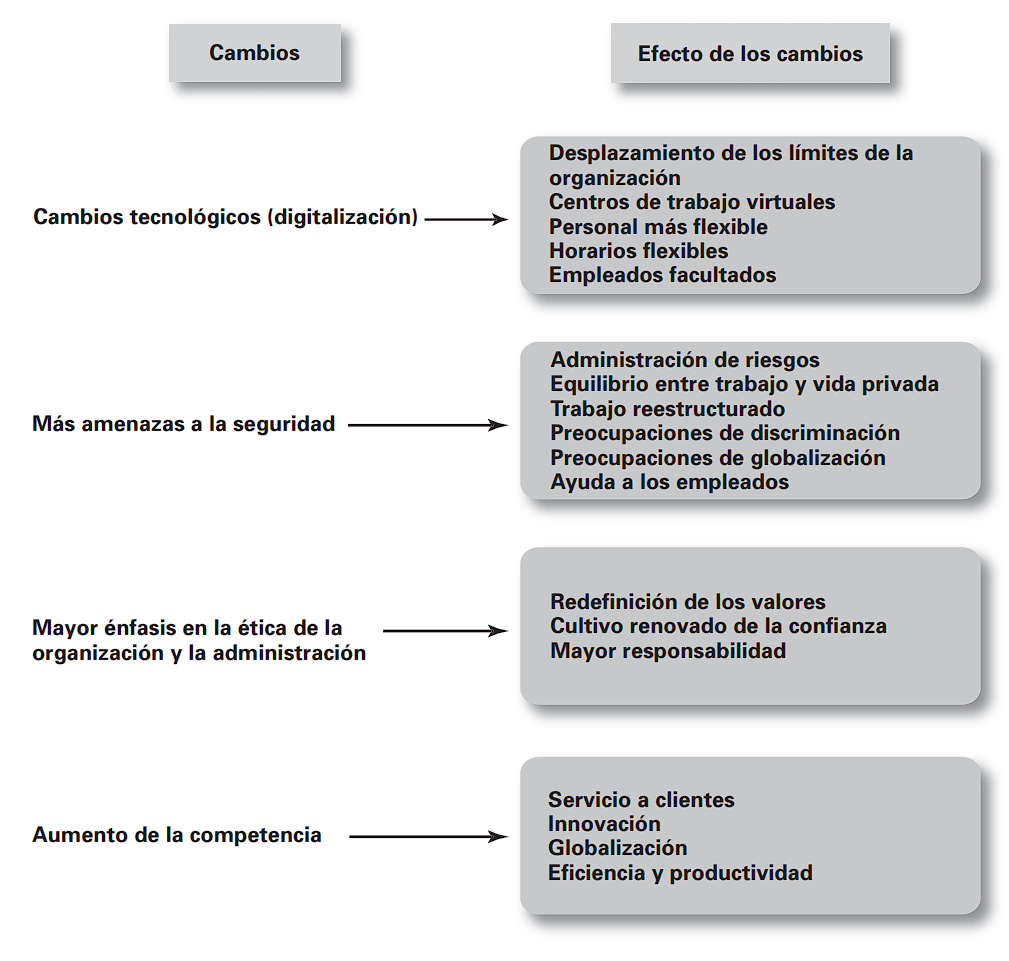 Cambios
Efecto de los cambios
Cambios tecnológicos (digitalización)
Desplazamiento de los límites de la
organización
Centros de trabajo virtuales
Personal más flexible
Horarios flexibles
Empleados facultados
Más amenazas a la seguridad
Administración de riesgos
Equilibrio entre trabajo y vida privada
Trabajo reestructurado
Preocupaciones de discriminación
Preocupaciones de globalización
Ayuda a los empleados
Mayor énfasis en la ética de la
organización y la administración
Redefinición de los valores
Cultivo renovado de la confianza
Mayor responsabilidad
Aumento de la competencia
Servicio a clientes
Innovación
Globalización
Eficiencia y productividad